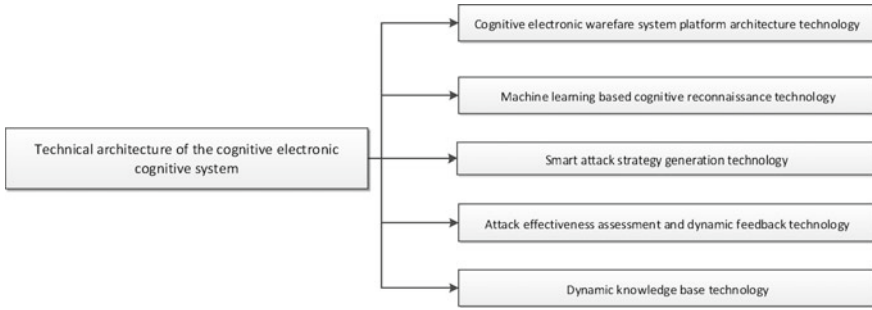 Cognitive electronic warefare system platform architecture technology
Machine learning based cognitive reconnaissance technology
Technical architecture of the cognitive electronic
cognitive system
Smart attack strategy generation technology
Attack effectiveness assessment and dynamic feedback technology
Dynamic knowledge base technology